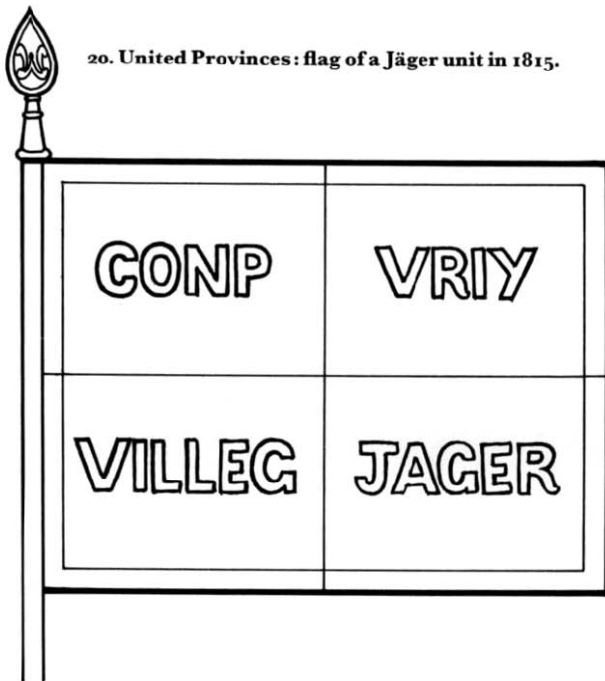 20. United Provinces: flag of a Jäger unit in 1815.
CONP VRIY
VILLEG JAGER